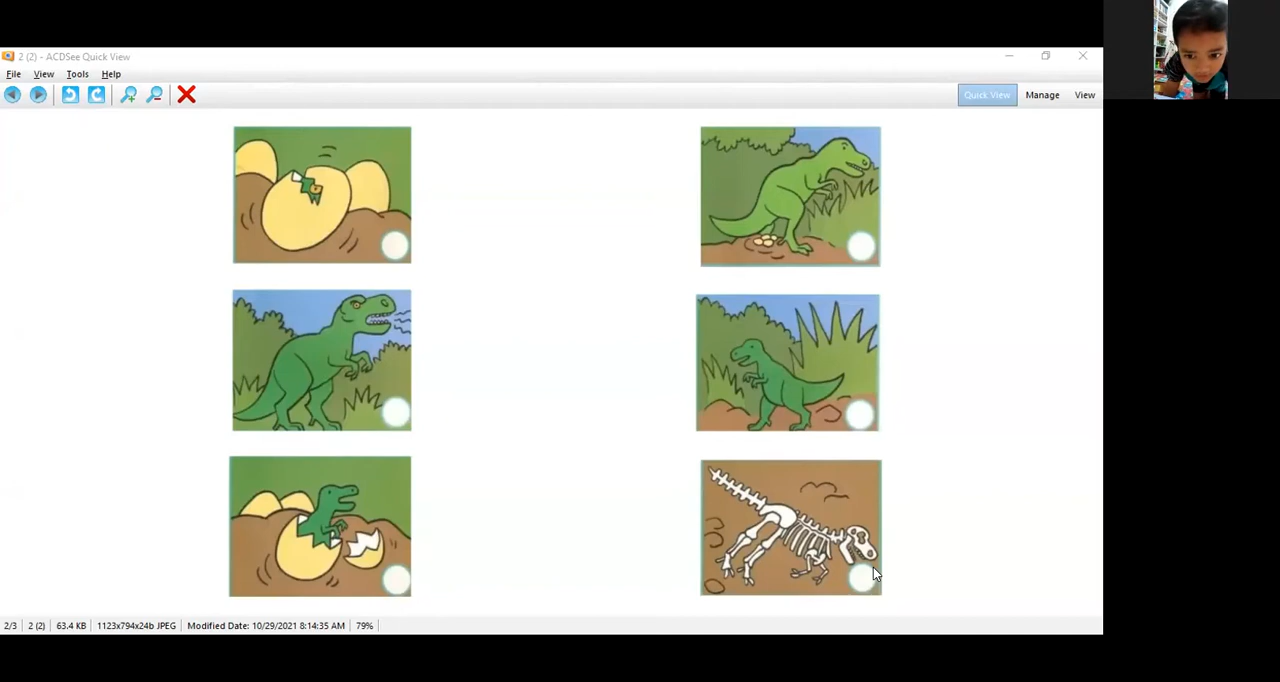 2 (2) - ACDSee Quick View
File View Tools Help
Quick View Manage View
2/3 2 (2) 63.4 KB 1123x794x24b JPEG Modified Date: 10/29/2021 8:14:35 AM 79%